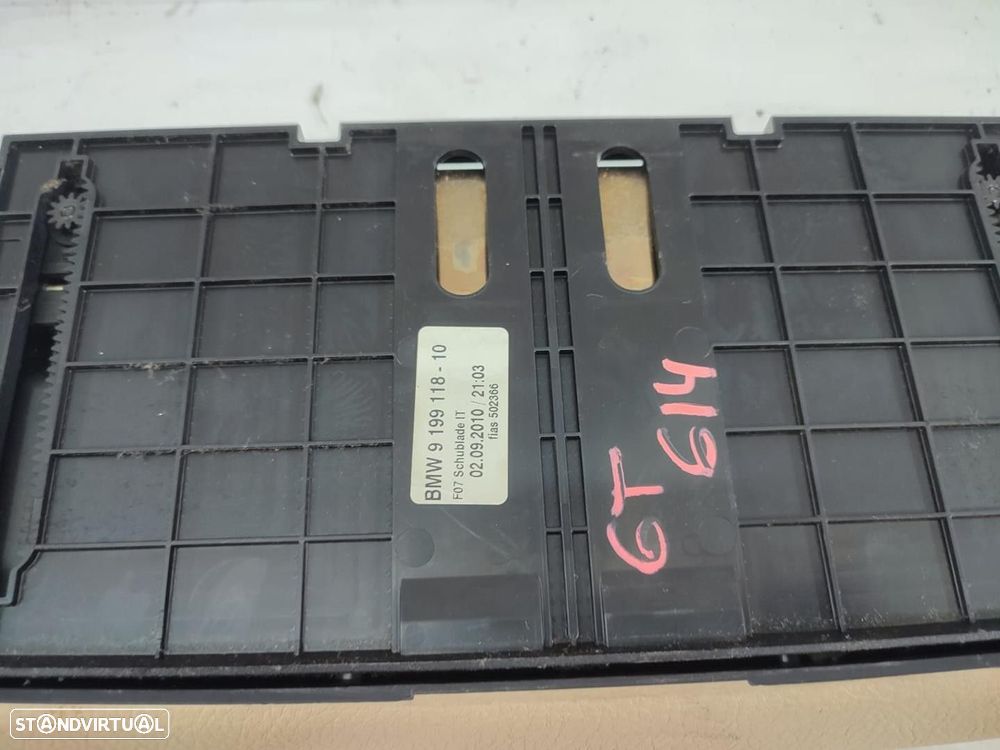 BMW 9 199 118 - 10
F07 Schublade IT
02.09.2010 / 21:03
fias 502366
GT 614
STANDVIRTUAL